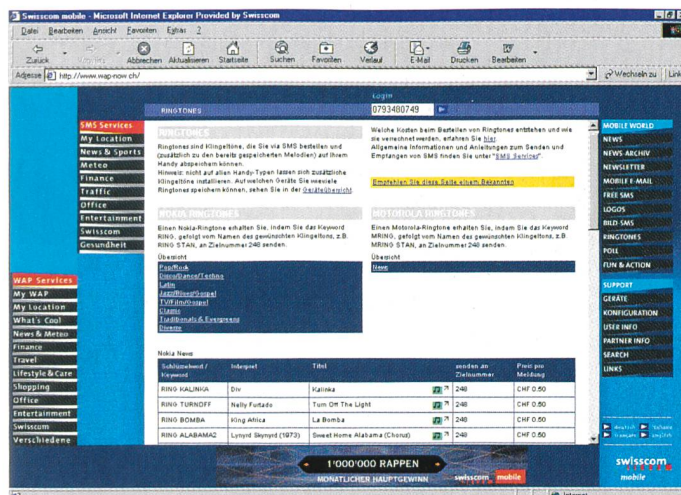 Swisscom mobile - Microsoft Internet Explorer Provided by Swisscom
Datei Bearbeiten Ansicht Favoriten Extras ?
Zurück Abbrechen Aktualisieren Startseite Suchen Favoriten Verlauf E-Mail Drucken Bearbeiten
Adresse http://www.wap-now.ch/ Wechseln zu Link
Login
RINGTONES 0793480749
SMS Services
My Location
News & Sports
Meteo
Finance
Traffic
Office
Entertainment
Swisscom
Gesundheit
WAP Services
My WAP
My Location
What's Cool
News & Meteo
Finance
Travel
Lifestyle & Care
Shopping
Office
Entertainment
Swisscom
Verschiedene
RINGTONES
Ringtones sind Klingeltöne, die Sie via SMS bestellen und
(zusätzlich zu den bereits gespeicherten Melodien) auf Ihrem
Handy abspeichern können.
Hinweis: nicht auf allen Handy-Typen lassen sich zusätzliche
Klingeltöne installieren. Auf welchen Geräten Sie wieviele
Ringtones speichern können, sehen Sie in der Geräteübersicht.
Welche Kosten beim Bestellen von Ringtones entstehen und wie
sie verrechnet werden, erfahren Sie hier.
Allgemeine Informationen und Anleitungen zum Senden und
Empfangen von SMS finden Sie unter "SMS Services".
Empfehlen Sie diese Seite einem Bekannten
NOKIA RINGTONES
Einen Nokia-Ringtone erhalten Sie, indem Sie das Keyword
RING, gefolgt vom Namen des gewünschten Klingeltons, z.B.
RING STAN, an Zielnummer 248 senden.
Übersicht
Pop/Rock
Disco/Dance/Techno
Latin
Jazz/Blues/Gospel
TV/Film/Gospel
Classic
Traditionals & Evergreens
Diverse
MOTOROLA RINGTONES
Einen Motorola-Ringtone erhalten Sie, indem Sie das Keyword
MRING, gefolgt vom Namen des gewünschten Klingeltons, z.B.
MRING STAN, an Zielnummer 248 senden.
Übersicht
News
Nokia News
Schlüsselwort / Keyword Interpret Titel senden an Zielnummer Preis pro Meldung
RING KALINKA Div Kalinka 248 CHF 0.50
RING TURNOFF Nelly Furtado Turn Off The Light 248 CHF 0.50
RING BOMBA King Africa La Bomba 248 CHF 0.50
RING ALABAMA2 Lynyrd Skynyrd (1973) Sweet Home Alabama (Chorus) 248 CHF 0.50
MOBILE WORLD
NEWS
NEWS-ARCHIV
NEWSLETTER
MOBILE E-MAIL
FREE SMS
LOGOS
BILD-SMS
RINGTONES
POLL
FUN & ACTION
SUPPORT
GERÄTE
KONFIGURATION
USER INFO
PARTNER INFO
SEARCH
LINKS
deutsch italiano
français english
1'000'000 RAPPEN
MONATLICHER HAUPTGEWINN swisscom mobile
swisscom
mobile
Internet